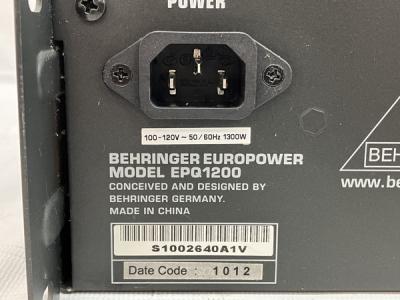 POWER
100-120V ~ 50/60Hz 1300W
BEHRINGER EUROPOWER
MODEL EPQ1200
CONCEIVED AND DESIGNED BY
BEHRINGER GERMANY.
MADE IN CHINA
S1002640A1V
Date Code : 1012
BEH
www.be